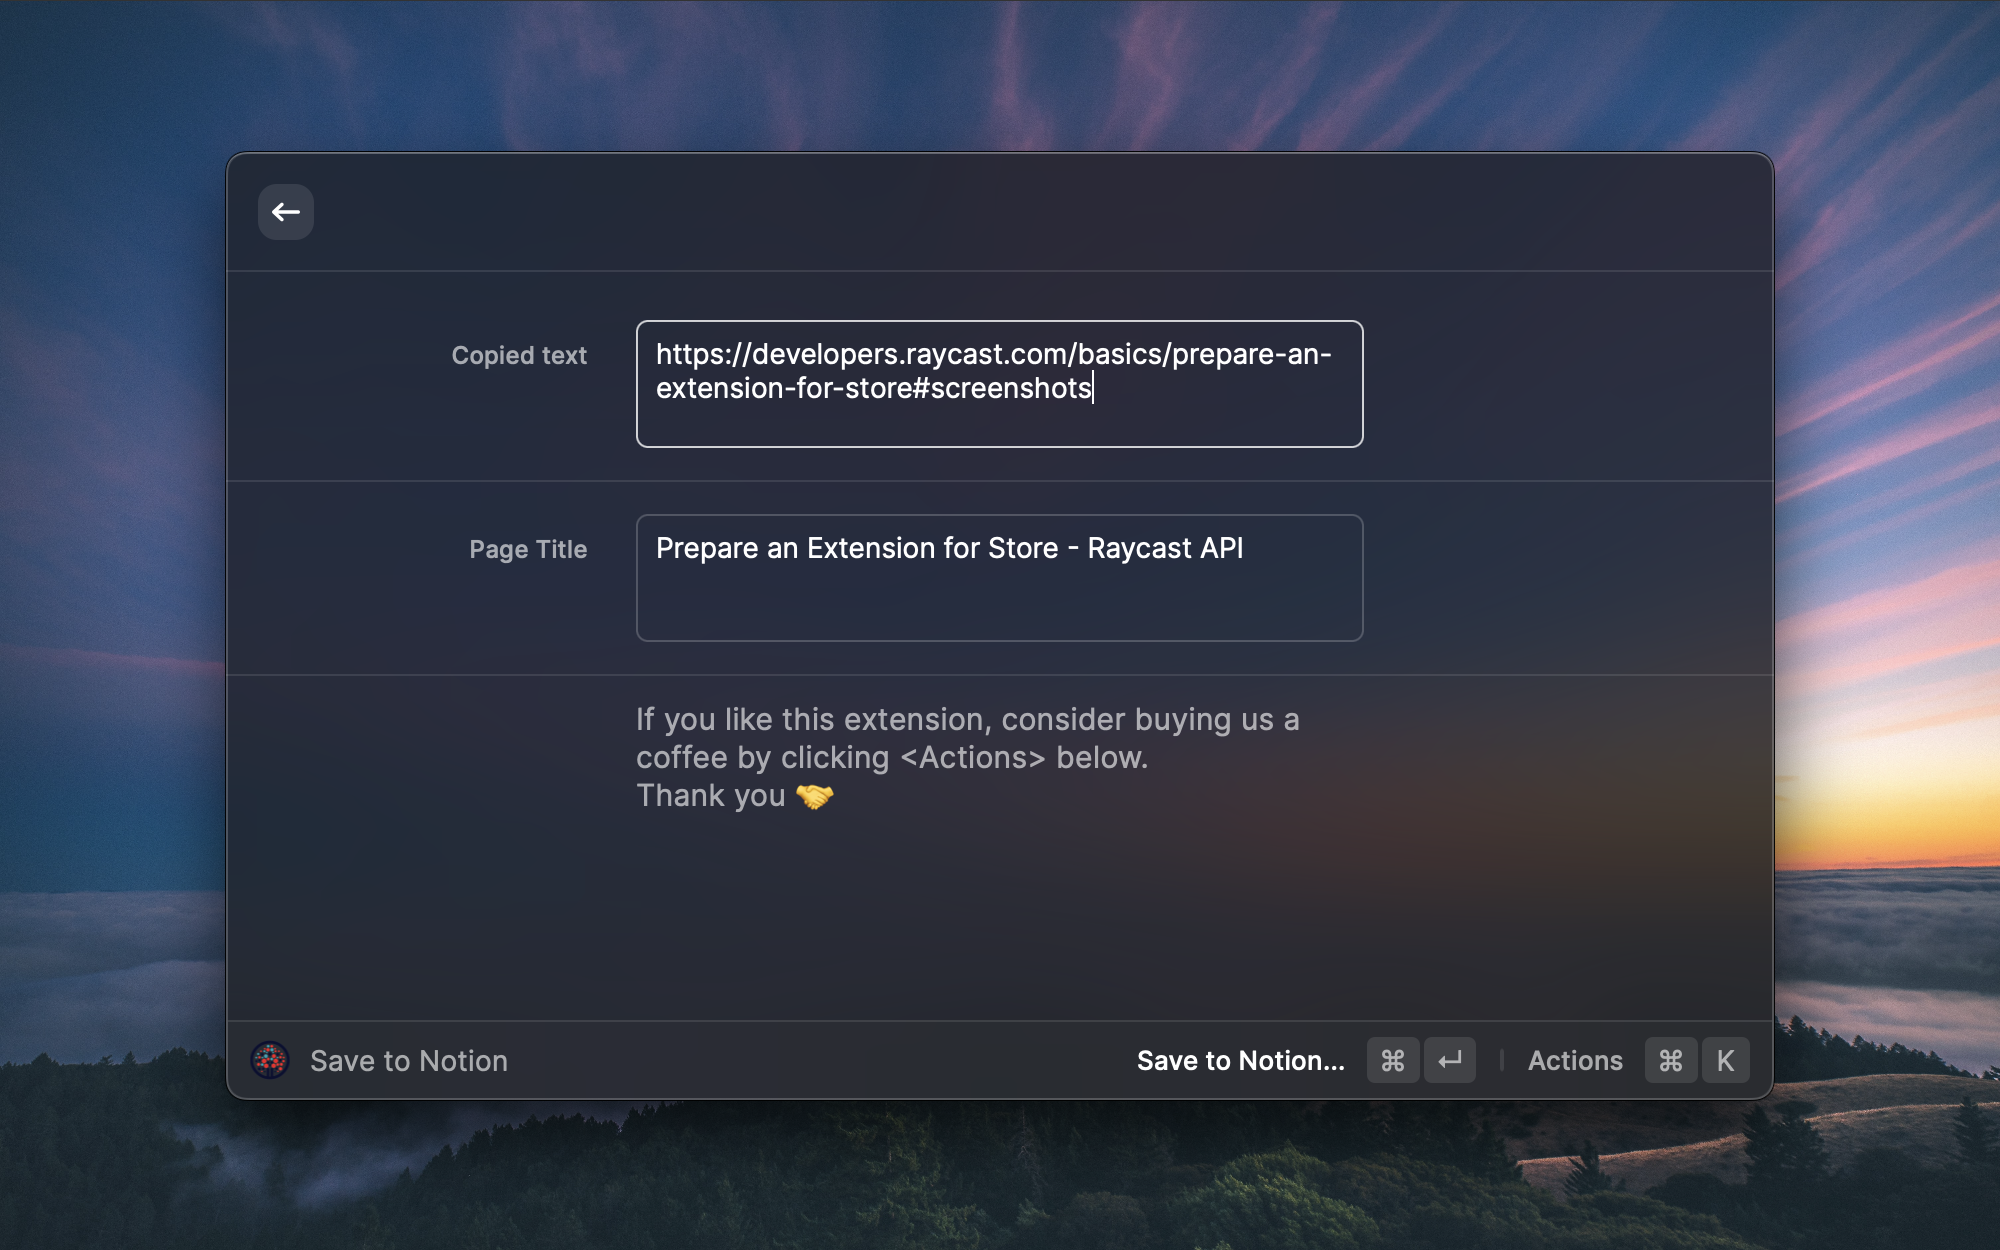 Copied text
https://developers.raycast.com/basics/prepare-an-
extension-for-store#screenshots
Page Title
Prepare an Extension for Store - Raycast API
If you like this extension, consider buying us a
coffee by clicking <Actions> below.
Thank you 🤝
Save to Notion
Save to Notion... ⌘ ↵ Actions ⌘ K